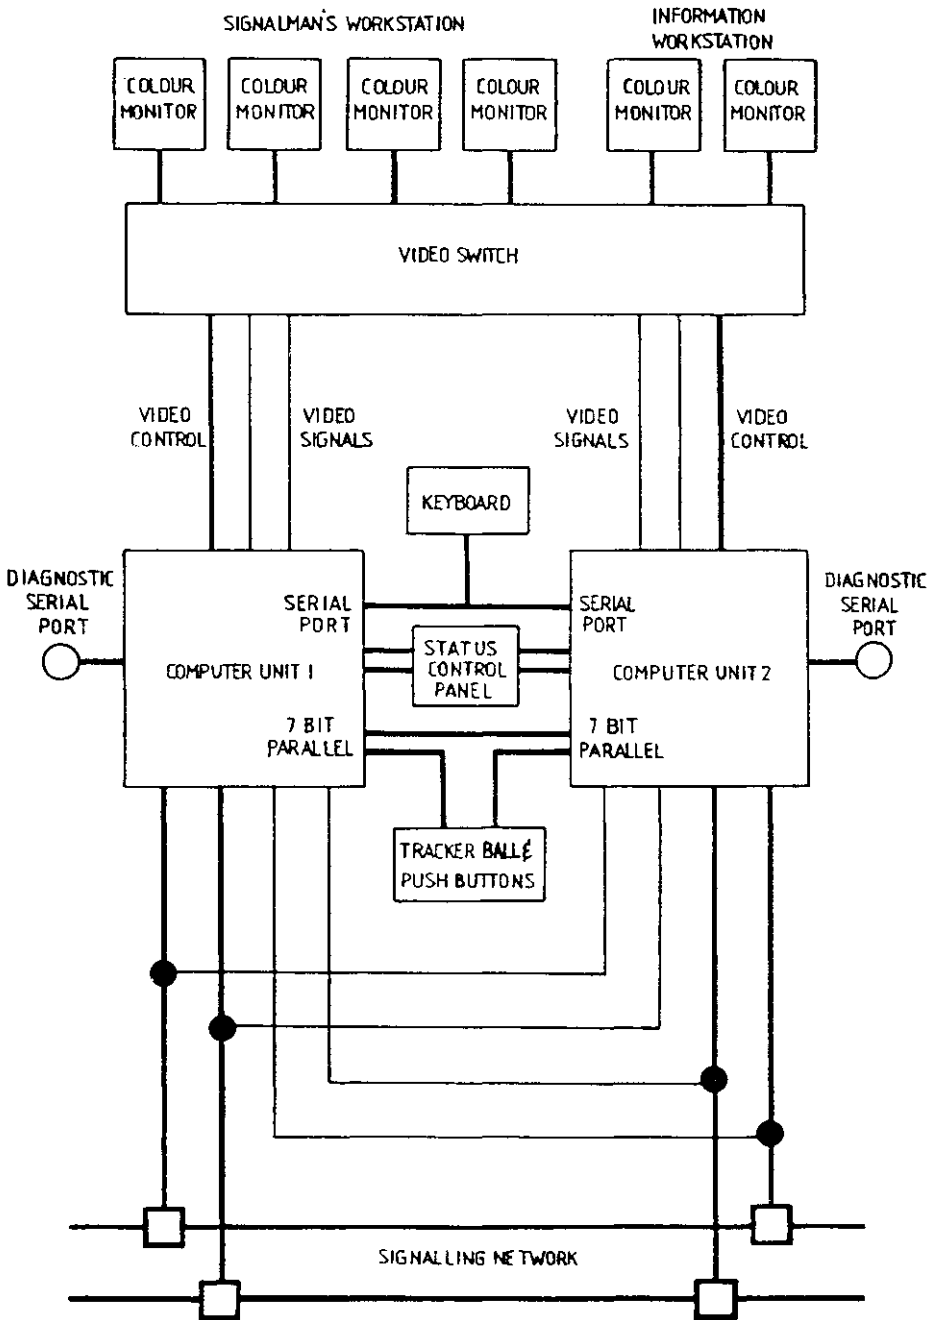 SIGNALMAN'S WORKSTATION
INFORMATION
WORKSTATION
COLOUR
MONITOR
COLOUR
MONITOR
COLOUR
MONITOR
COLOUR
MONITOR
COLOUR
MONITOR
COLOUR
MONITOR
VIDEO SWITCH
VIDEO
CONTROL
VIDEO
SIGNALS
VIDEO
SIGNALS
VIDEO
CONTROL
KEYBOARD
DIAGNOSTIC
SERIAL
PORT
SERIAL
PORT
COMPUTER UNIT 1
7 BIT
PARALLEL
STATUS
CONTROL
PANEL
SERIAL
PORT
COMPUTER UNIT 2
7 BIT
PARALLEL
DIAGNOSTIC
SERIAL
PORT
TRACKER BALL &
PUSH BUTTONS
SIGNALLING NETWORK